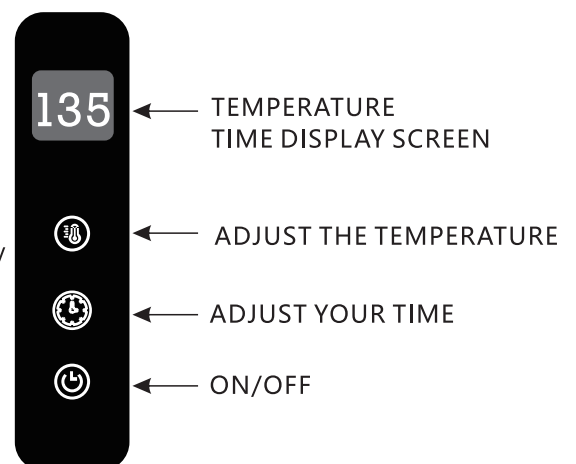 135
TEMPERATURE
TIME DISPLAY SCREEN
ADJUST THE TEMPERATURE
ADJUST YOUR TIME
ON/OFF